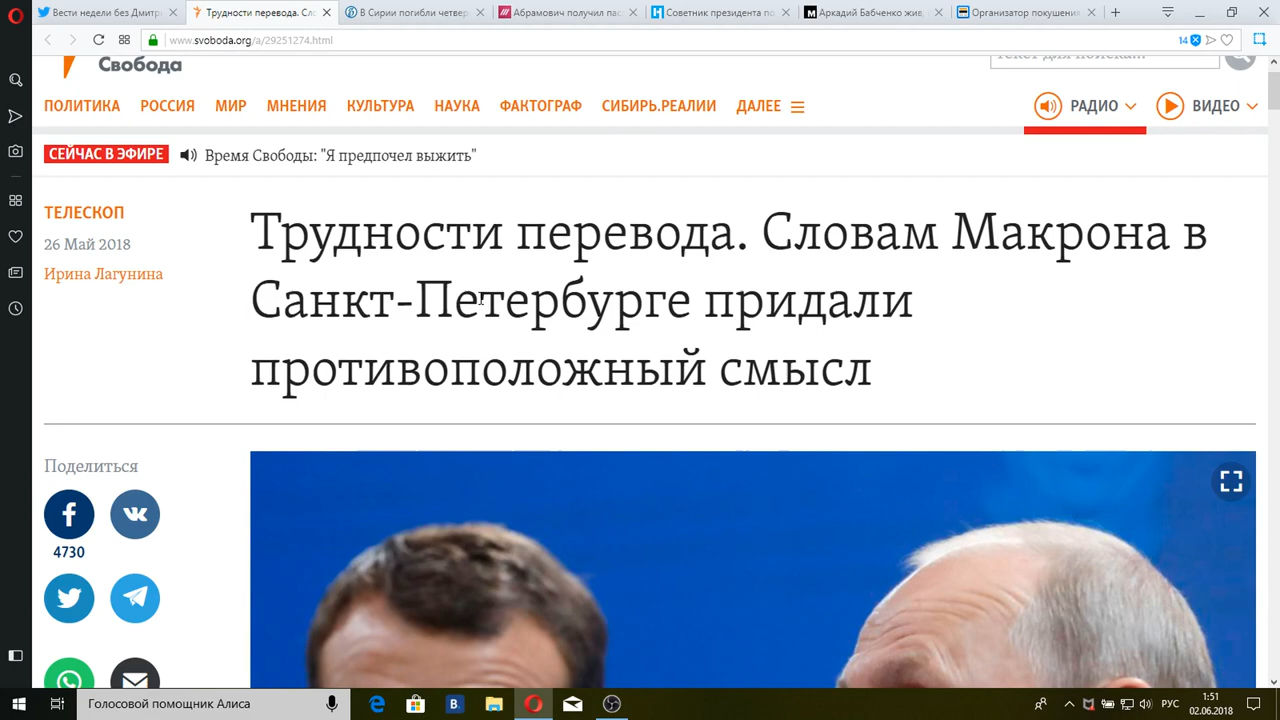 Вести недели без Дмитр
Трудности перевода. Сло
В Сирии погибли четвер
Абрамович получил пас
Советник президента по
Аркадий Бабченко жив,
Организатор покушения
www.svoboda.org/a/29251274.html
14
Свобода
ПОЛИТИКА РОССИЯ МИР МНЕНИЯ КУЛЬТУРА НАУКА ФАКТОГРАФ СИБИРЬ.РЕАЛИИ ДАЛЕЕ РАДИО ВИДЕО
СЕЙЧАС В ЭФИРЕ Время Свободы: "Я предпочел выжить"
ТЕЛЕСКОП
26 Май 2018
Ирина Лагунина
Трудности перевода. Словам Макрона в
Санкт-Петербурге придали
противоположный смысл
Поделиться
4730
Голосовой помощник Алиса
РУС
1:51
02.06.2018